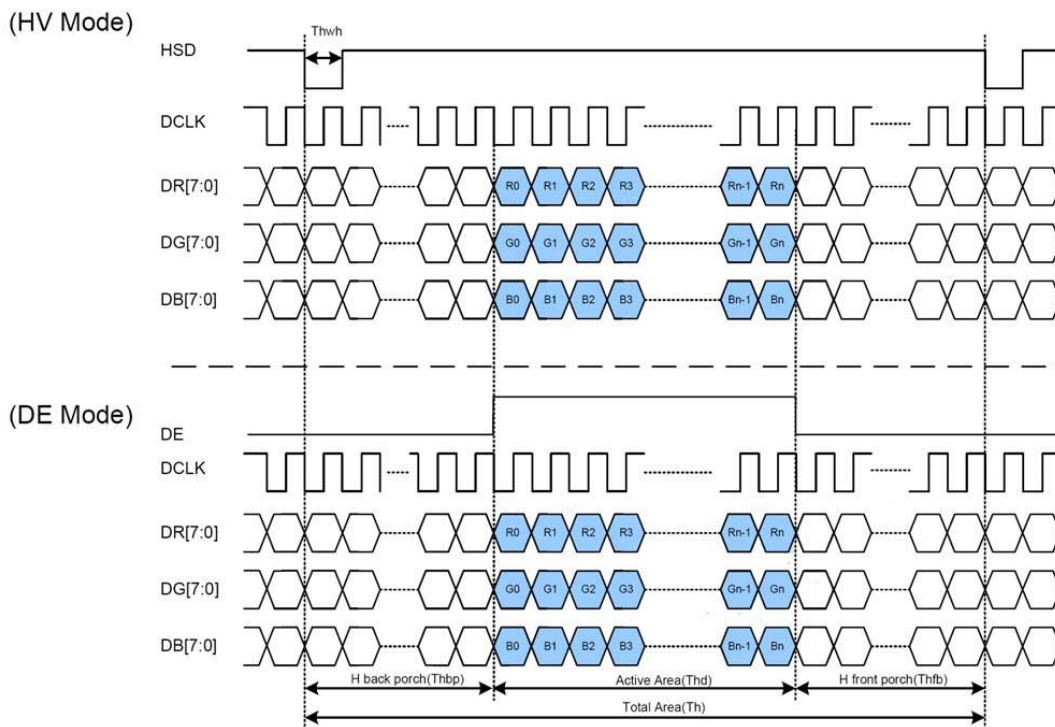 (HV Mode)
Thwh
HSD
DCLK
DR[7:0] R0 R1 R2 R3 Rn-1 Rn
DG[7:0] G0 G1 G2 G3 Gn-1 Gn
DB[7:0] B0 B1 B2 B3 Bn-1 Bn
(DE Mode)
DE
DCLK
DR[7:0] R0 R1 R2 R3 Rn-1 Rn
DG[7:0] G0 G1 G2 G3 Gn-1 Gn
DB[7:0] B0 B1 B2 B3 Bn-1 Bn
H back porch(Thbp) Active Area(Thd) H front porch(Thfb)
Total Area(Th)